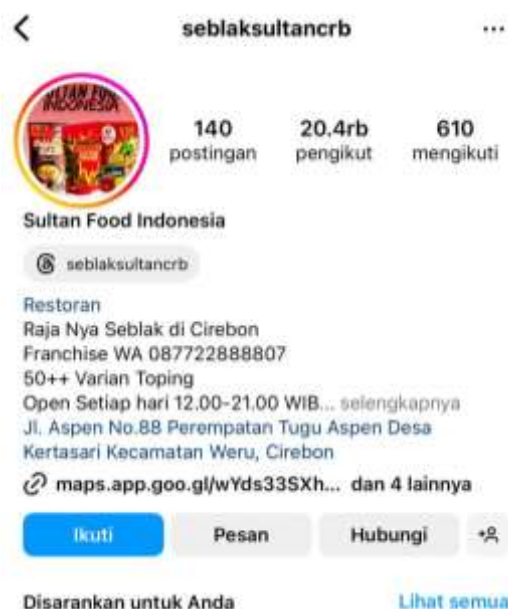 seblaksultancrb
SULTAN FOOD
INDONESIA
140 20.4rb 610
postingan pengikut mengikuti
Sultan Food Indonesia
seblaksultancrb
Restoran
Raja Nya Seblak di Cirebon
Franchise WA 087722888807
50++ Varian Toping
Open Setiap hari 12.00-21.00 WIB... selengkapnya
Jl. Aspen No.88 Perempatan Tugu Aspen Desa
Kertasari Kecamatan Weru, Cirebon
maps.app.goo.gl/wYds33SXh... dan 4 lainnya
Ikuti Pesan Hubungi
Disarankan untuk Anda Lihat semua